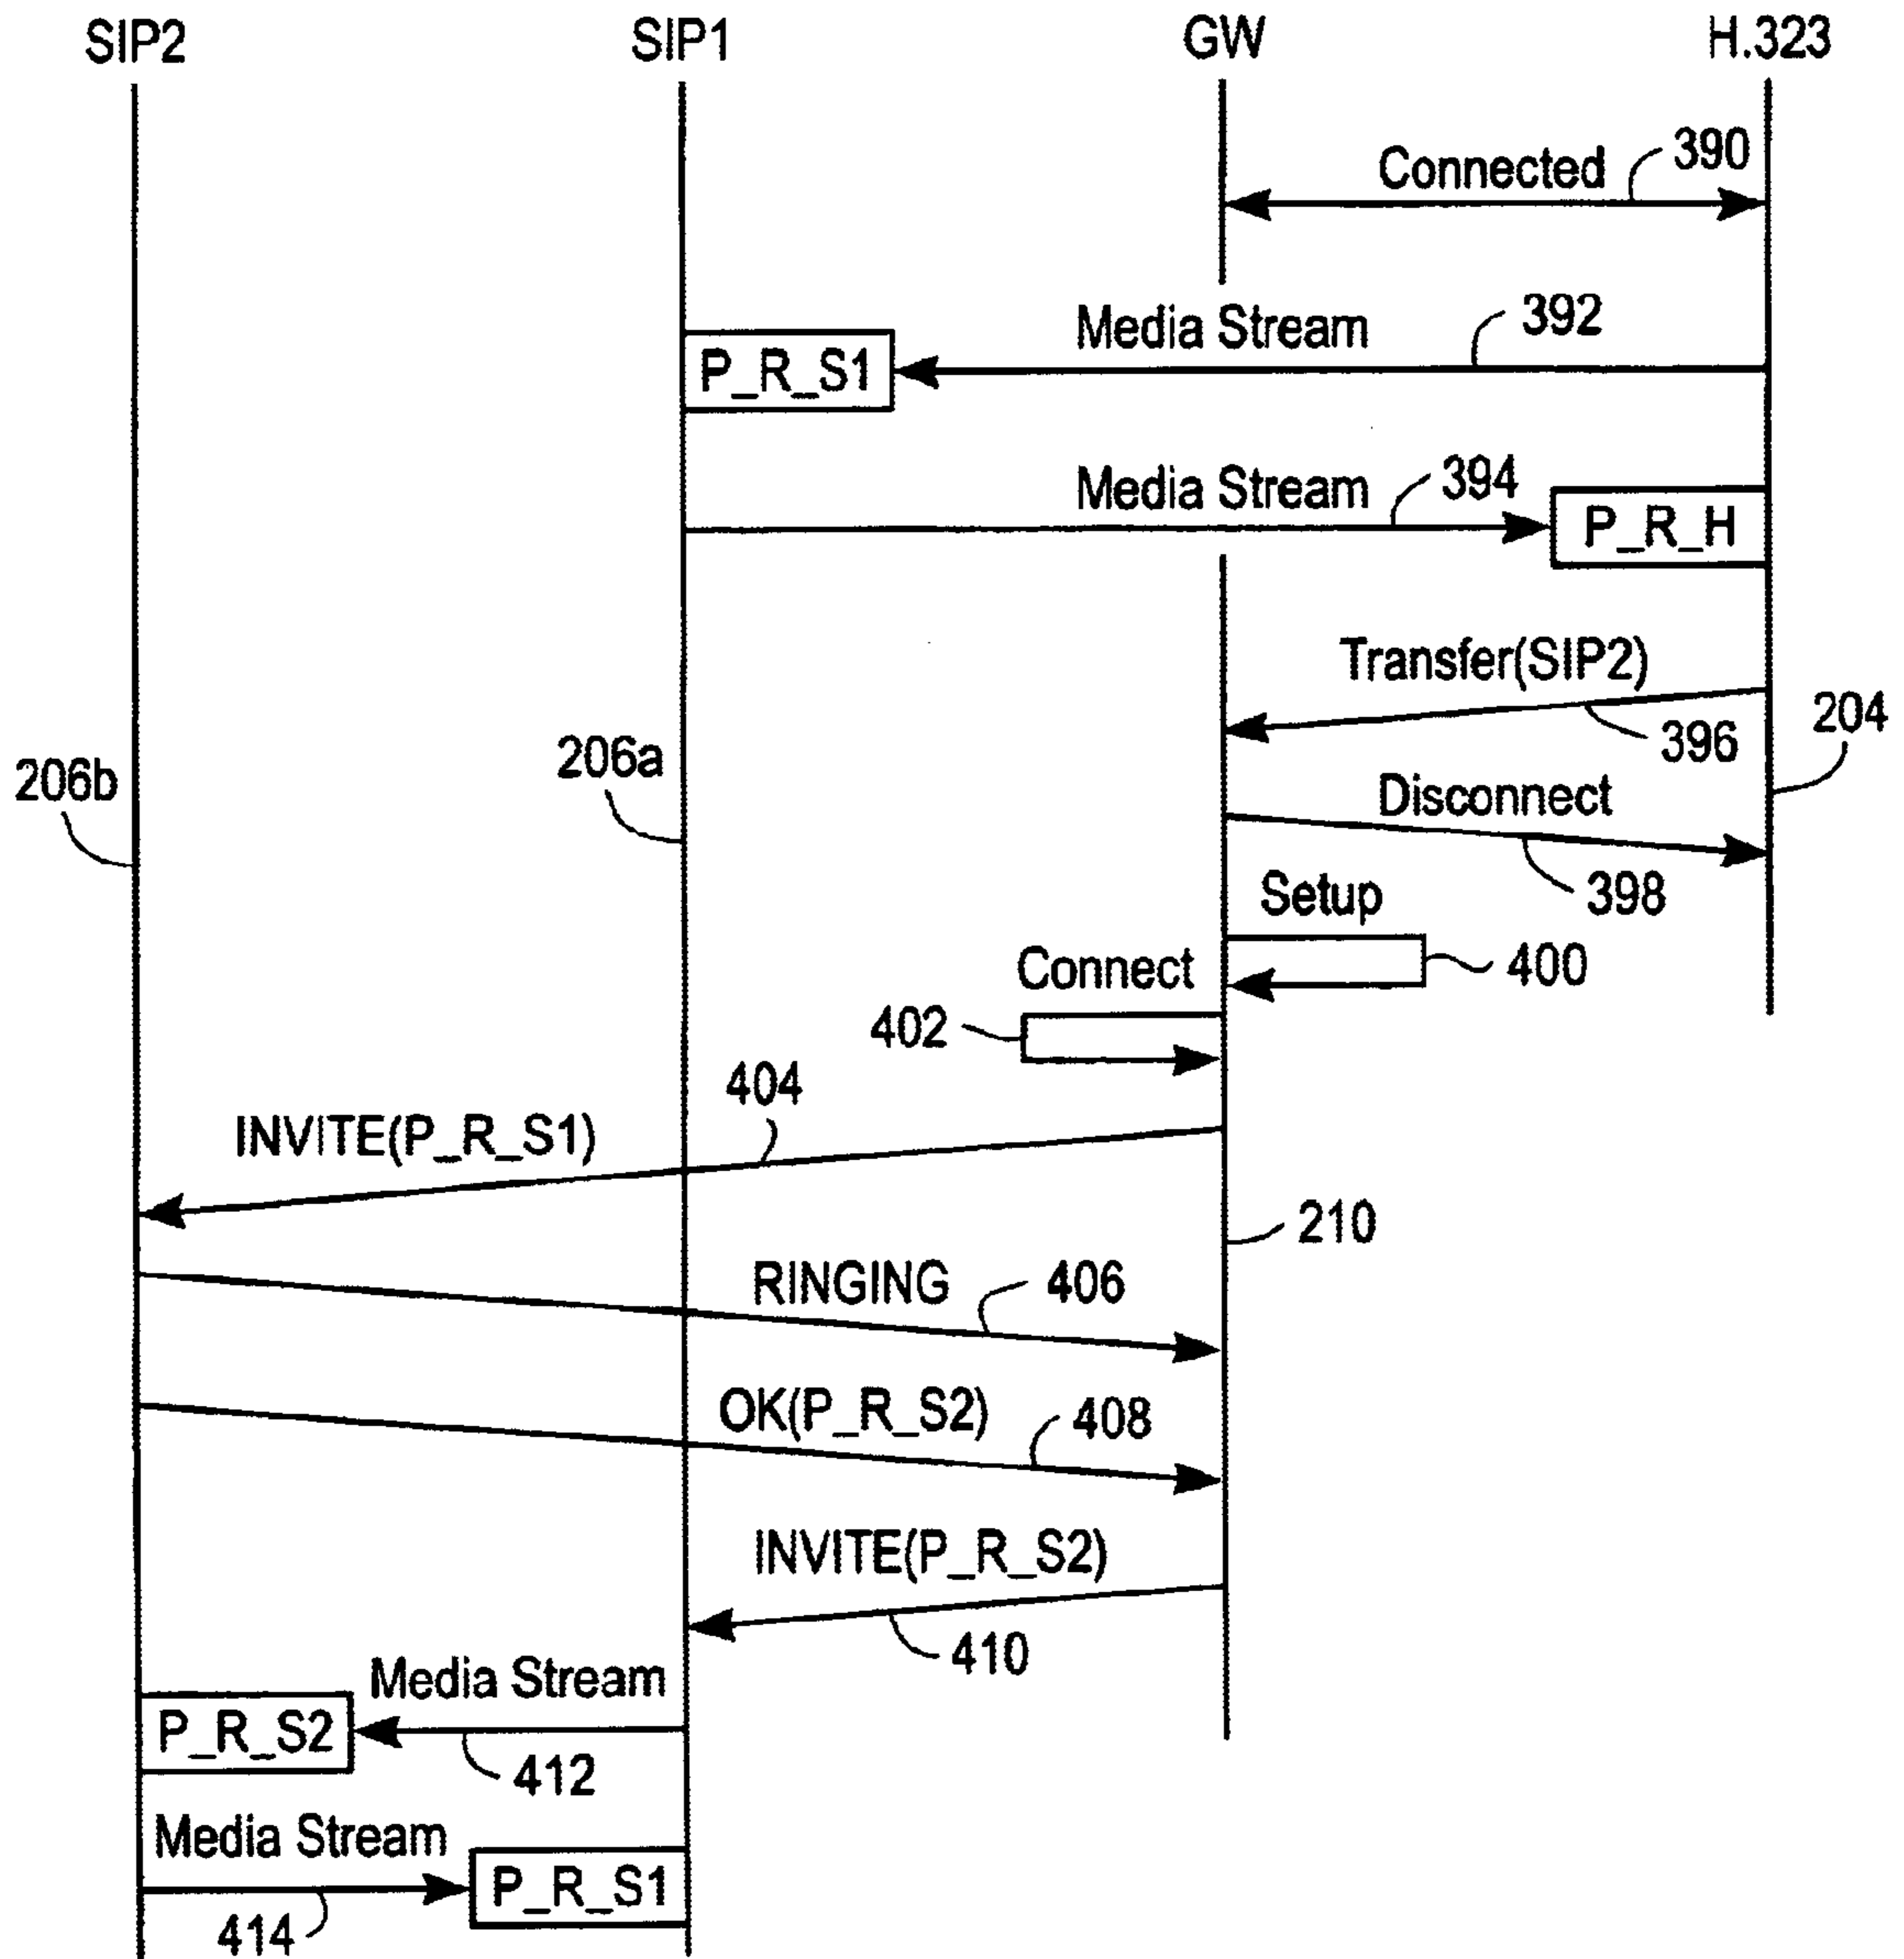 SIP2
SIP1
GW
H.323
Connected
390
Media Stream
392
P_R_S1
Media Stream
394
P_R_H
Transfer(SIP2)
396
204
206b
206a
Disconnect
398
Setup
400
Connect
402
404
INVITE(P_R_S1)
210
RINGING
406
OK(P_R_S2)
408
INVITE(P_R_S2)
410
Media Stream
P_R_S2
412
Media Stream
P_R_S1
414